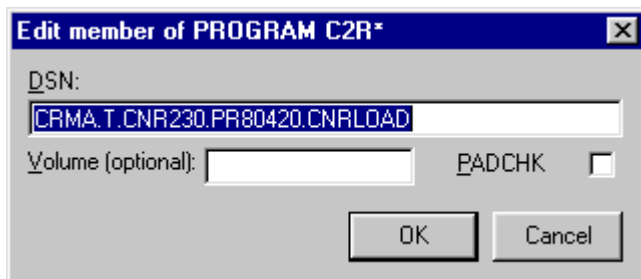 Edit member of PROGRAM C2R*
DSN:
CRMA.T.CNR230.PR80420.CNRLOAD
Volume (optional): PADCHK
OK Cancel